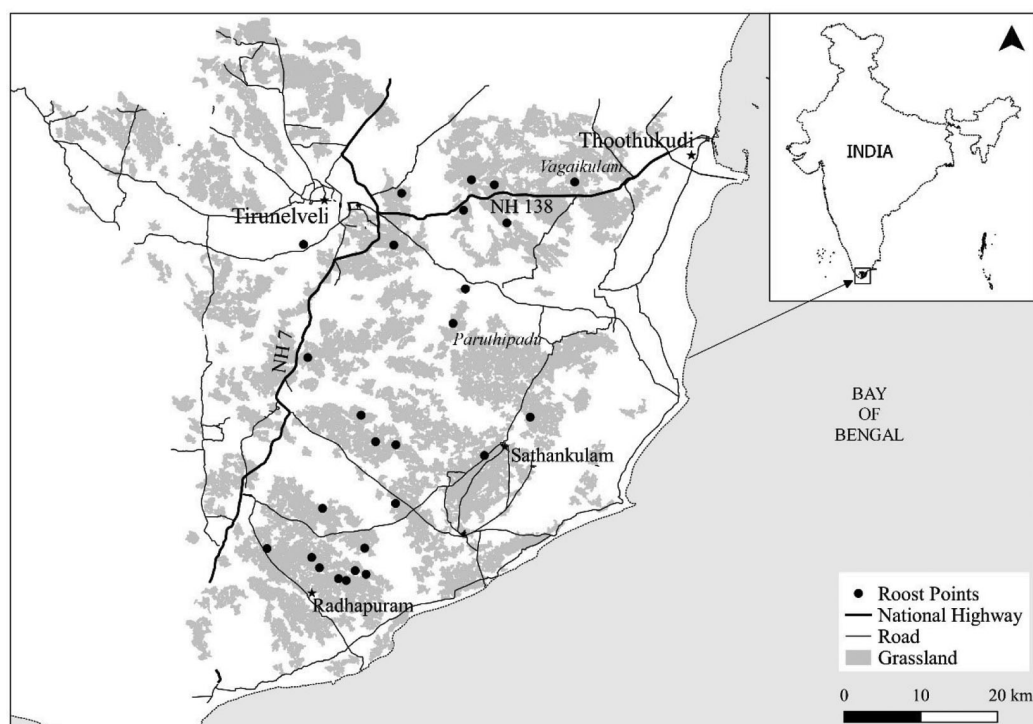 INDIA
Thoothukudi
Vagaikulam
Tirunelveli
NH 138
Paruthipadu
NH 7
BAY
OF
BENGAL
Sathankulam
Radhapuram
Roost Points
National Highway
Road
Grassland
0 10 20 km